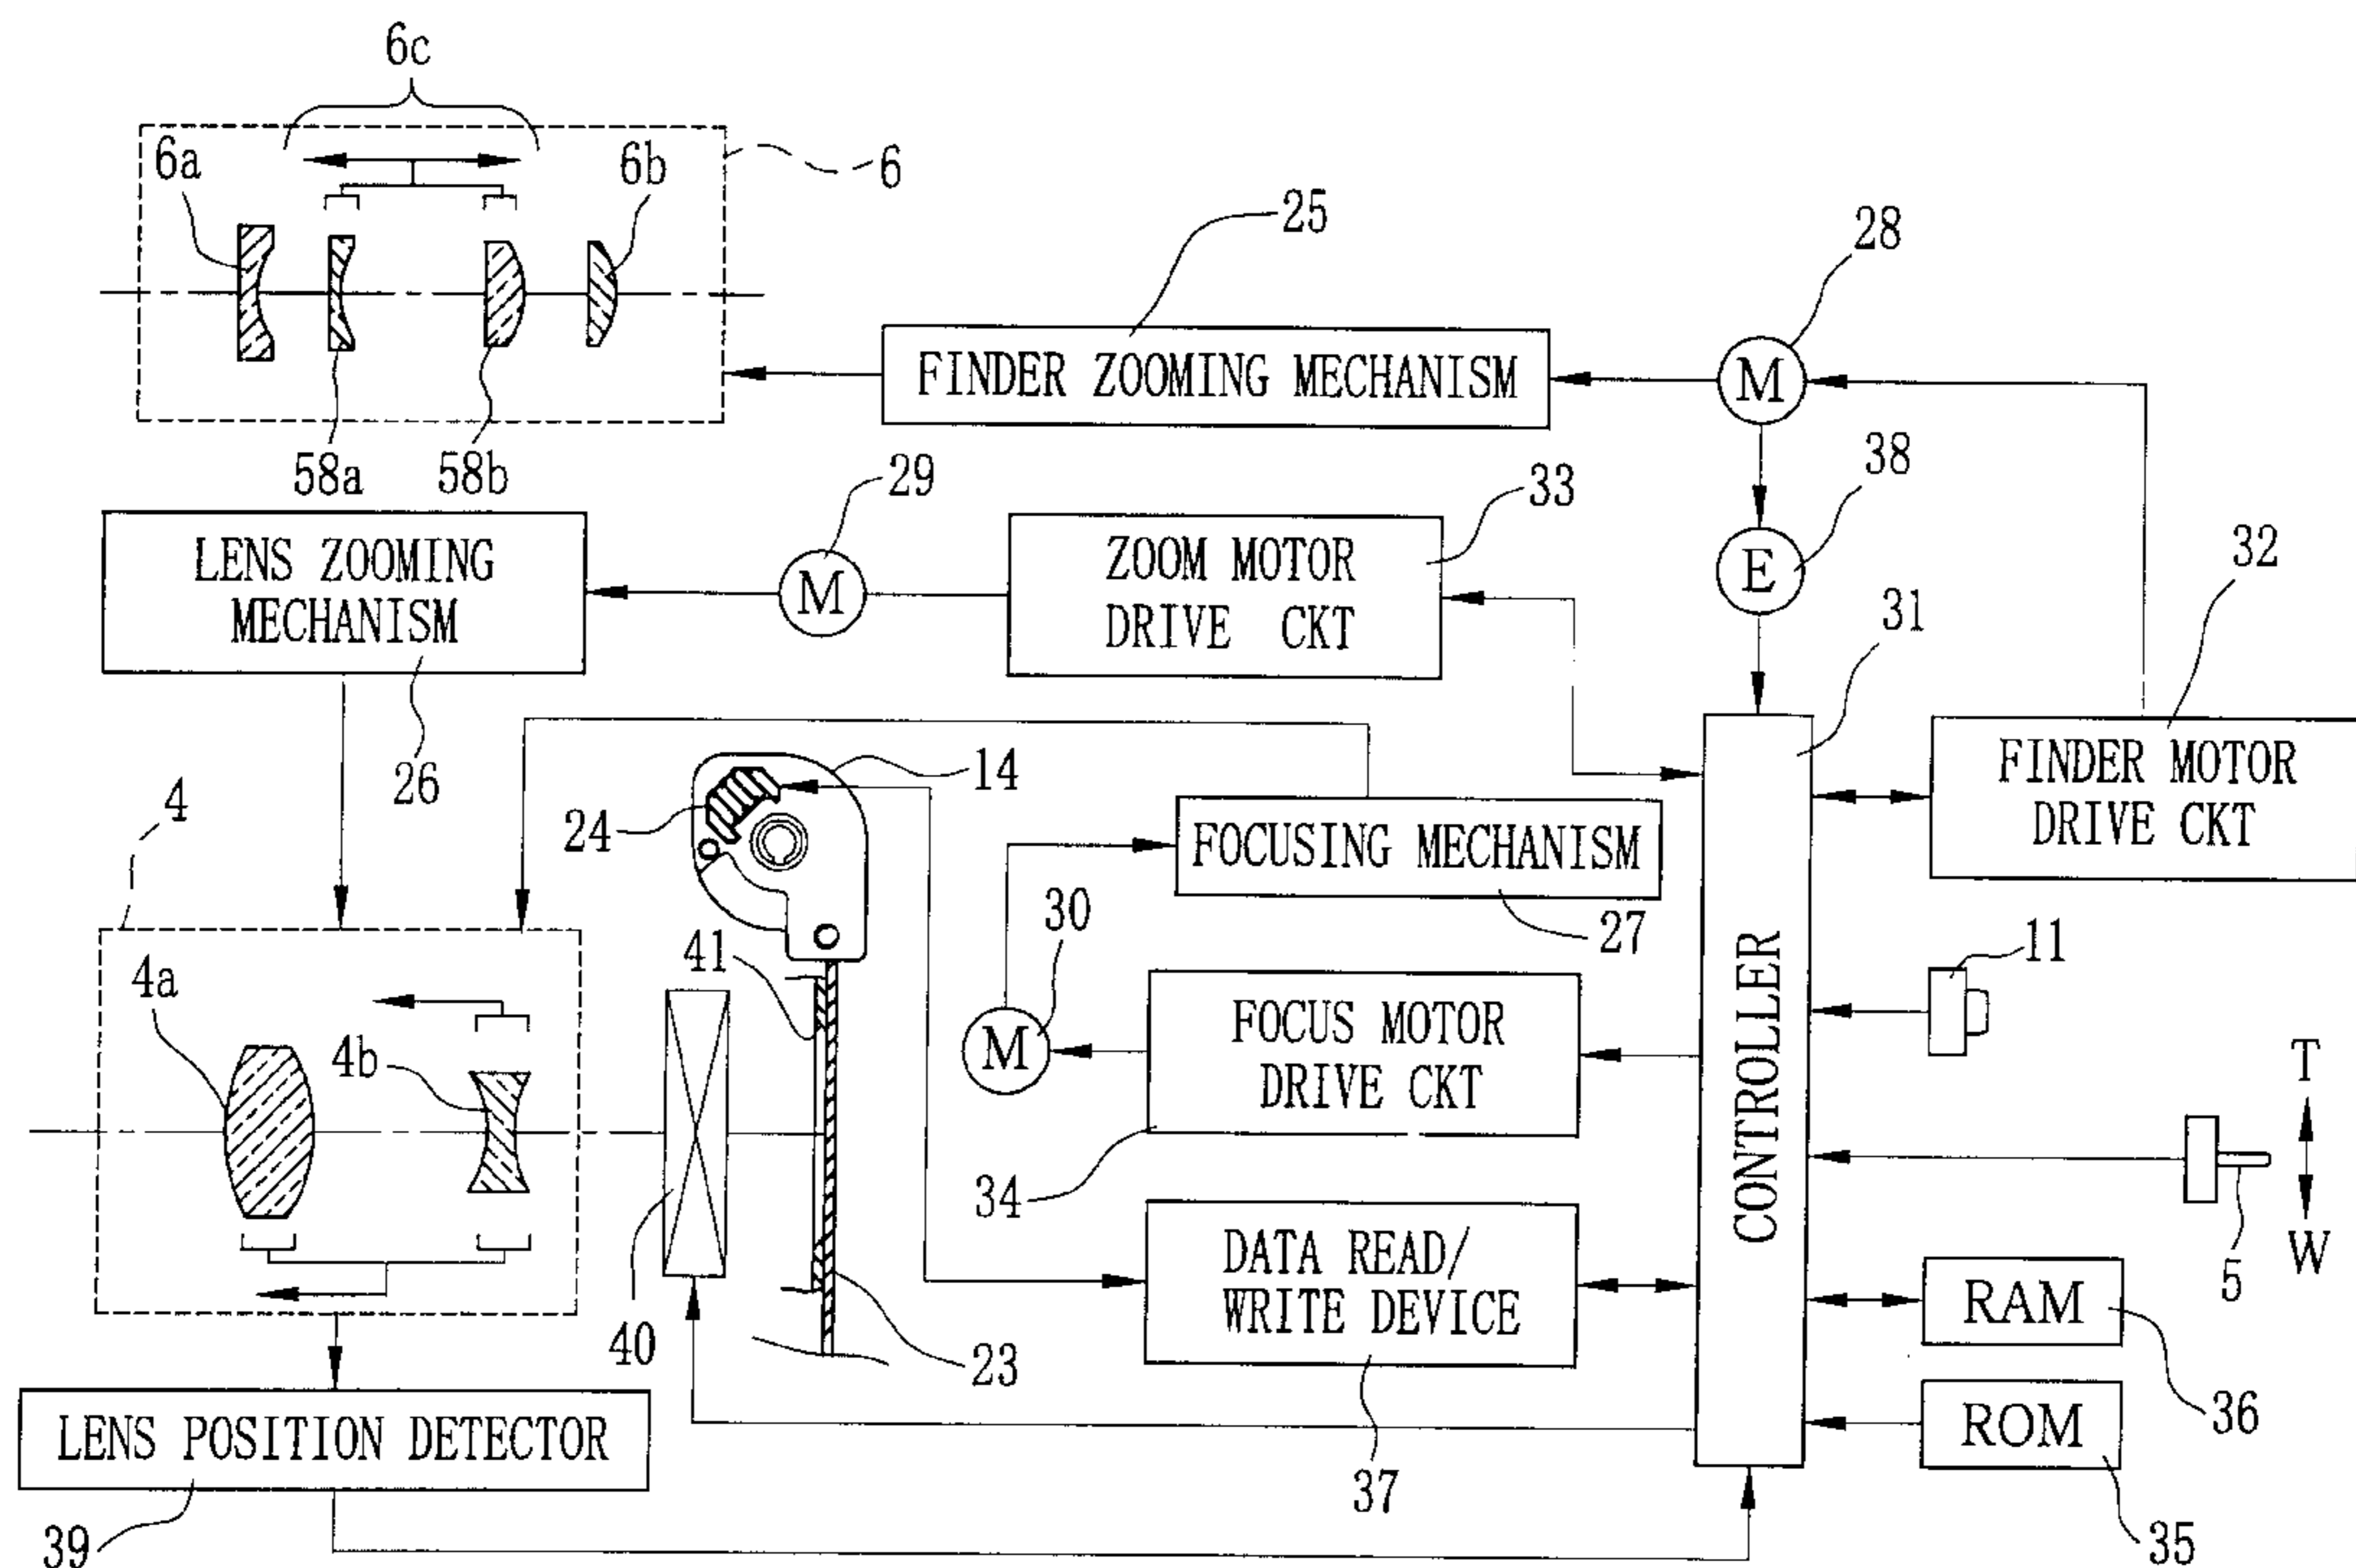 6c
6a
6b
6
25
28
FINDER ZOOMING MECHANISM
M
58a
58b
29
33
38
E
32
LENS ZOOMING
MECHANISM
M
ZOOM MOTOR
DRIVE CKT
31
26
14
24
4
FINDER MOTOR
DRIVE CKT
FOCUSING MECHANISM
27
30
41
11
4a
4b
M
FOCUS MOTOR
DRIVE CKT
34
CONTROLLER
T
W
5
40
23
DATA READ/
WRITE DEVICE
37
RAM
36
ROM
35
LENS POSITION DETECTOR
39